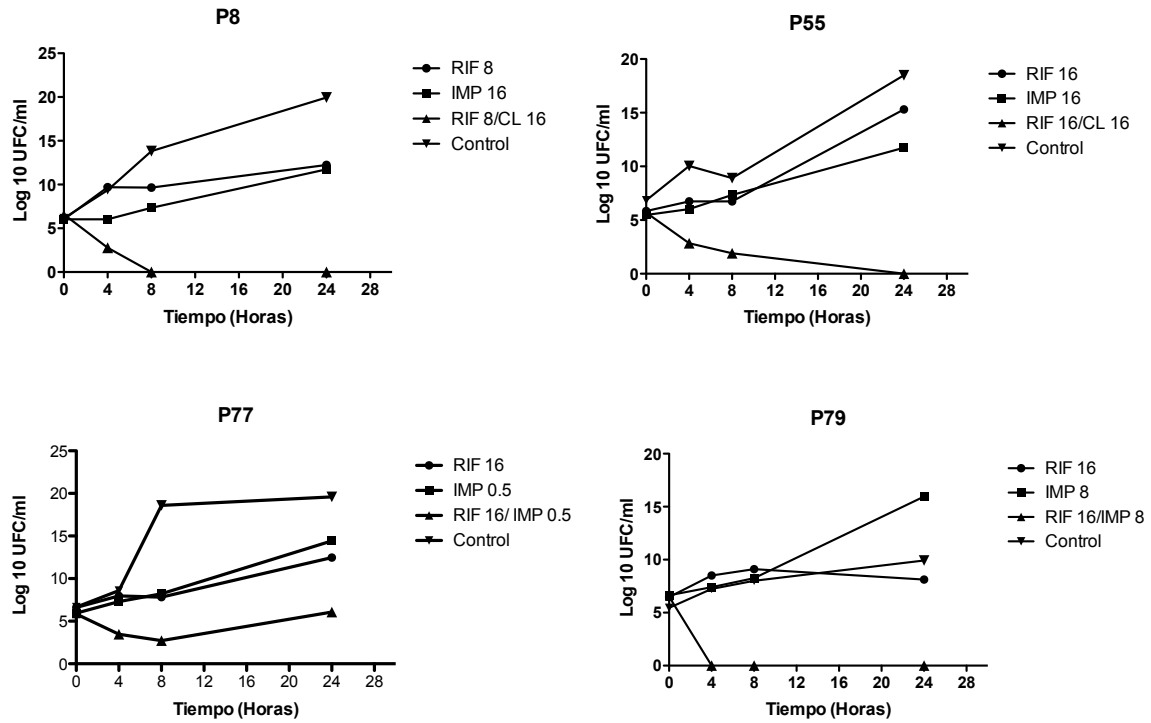 P8
25
20
15
10
5
0
Log 10 UFC/ml
0 4 8 12 16 20 24 28
Tiempo (Horas)
RIF 8
IMP 16
RIF 8/CL 16
Control
P55
20
15
10
5
0
Log 10 UFC/ml
0 4 8 12 16 20 24 28
Tiempo (Horas)
RIF 16
IMP 16
RIF 16/CL 16
Control
P77
25
20
15
10
5
0
Log 10 UFC/ml
0 4 8 12 16 20 24 28
Tiempo (Horas)
RIF 16
IMP 0.5
RIF 16/ IMP 0.5
Control
P79
20
15
10
5
0
Log 10 UFC/ml
0 4 8 12 16 20 24 28
Tiempo (Horas)
RIF 16
IMP 8
RIF 16/IMP 8
Control